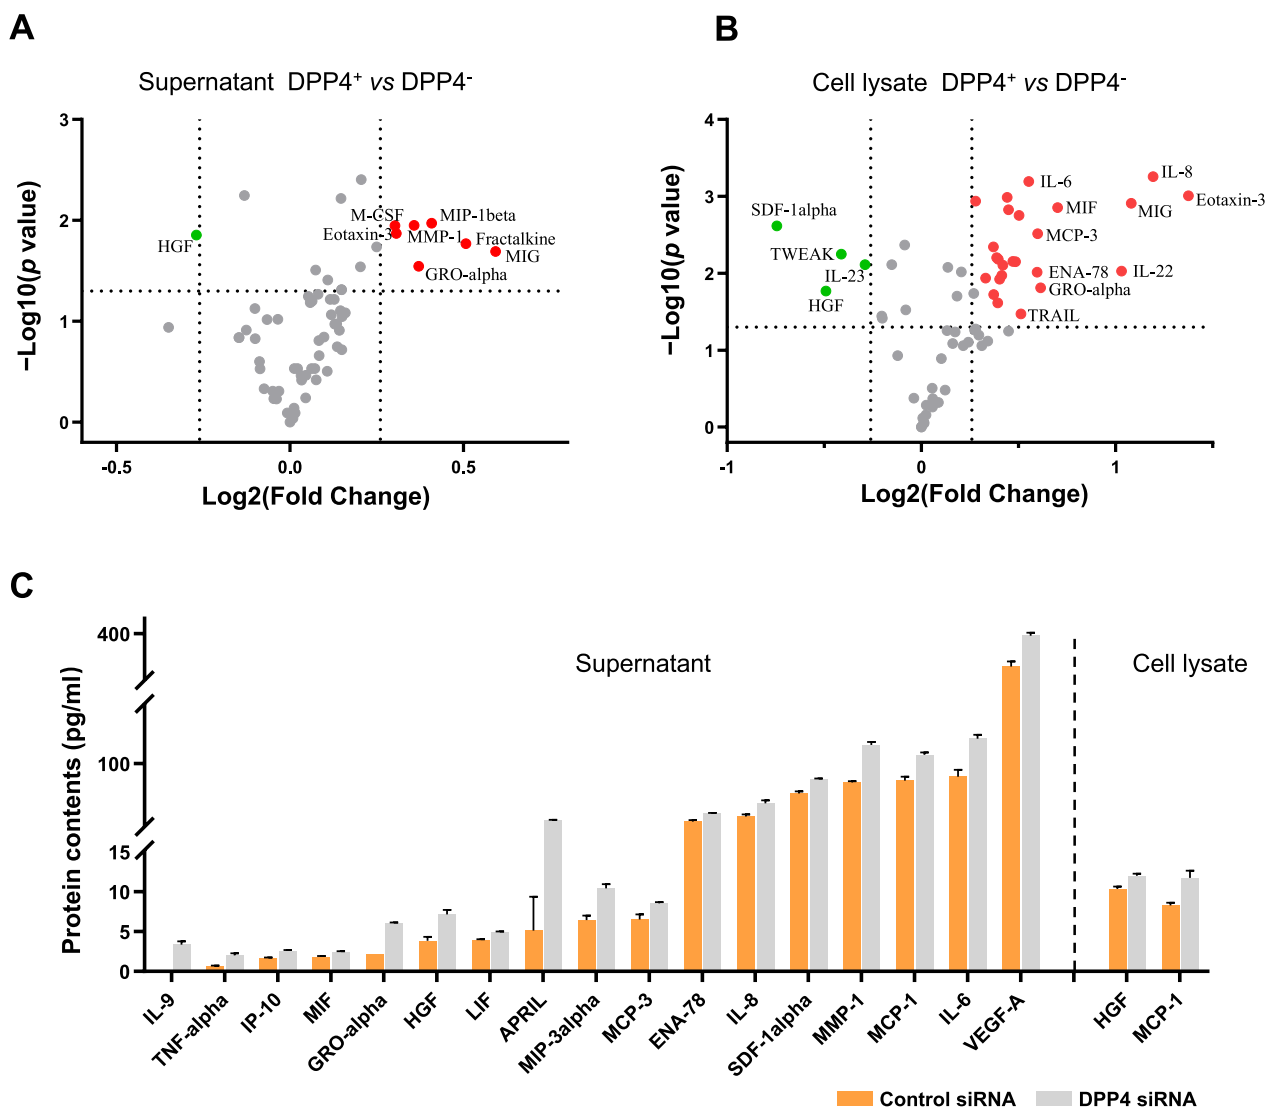 A
Supernatant DPP4⁺ vs DPP4⁻
−Log10(p value)
3
2
1
0
-0.5
0.0
0.5
Log2(Fold Change)
HGF
M-CSF
MIP-1beta
Eotaxin-3
MMP-1
Fractalkine
MIG
GRO-alpha
B
Cell lysate DPP4⁺ vs DPP4⁻
−Log10(p value)
4
3
2
1
0
-1
0
1
Log2(Fold Change)
IL-8
IL-6
Eotaxin-3
SDF-1alpha
MIF
MIG
MCP-3
TWEAK
IL-23
ENA-78
IL-22
HGF
GRO-alpha
TRAIL
C
Protein contents (pg/ml)
400
100
15
10
5
0
Supernatant
Cell lysate
IL-9
TNF-alpha
IP-10
MIF
GRO-alpha
HGF
LIF
APRIL
MIP-3alpha
MCP-3
ENA-78
IL-8
SDF-1alpha
MMP-1
MCP-1
IL-6
VEGF-A
HGF
MCP-1
Control siRNA
DPP4 siRNA